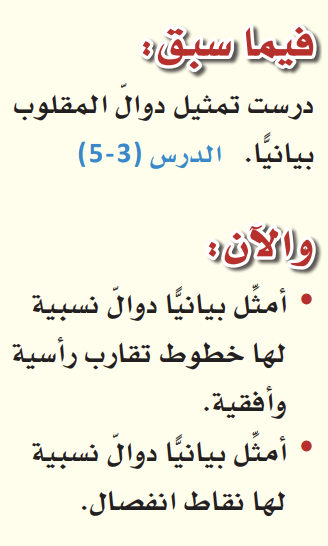 فيما سبق:
درست تمثيل دوالّ المقلوب
بيانيًّا. الدرس (3-5)
والآن:
• أمثِّل بيانيًّا دوالّ نسبية
لها خطوط تقارب رأسية
وأفقية.
• أمثِّل بيانيًّا دوالّ نسبية
لها نقاط انفصال.